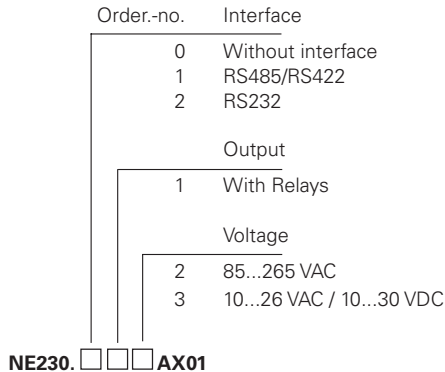 Order.-no. Interface
0 Without interface
1 RS485/RS422
2 RS232
Output
1 With Relays
Voltage
2 85...265 VAC
3 10...26 VAC / 10...30 VDC
NE230. □ □ □ AX01